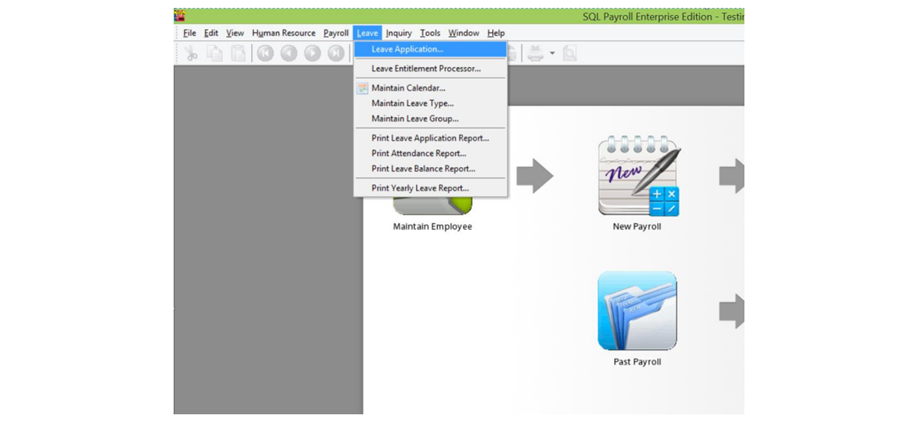 SQL Payroll Enterprise Edition - Testin
File Edit View Human Resource Payroll Leave Inquiry Tools Window Help
Leave Application...
Leave Entitlement Processor...
Maintain Calendar...
Maintain Leave Type...
Maintain Leave Group...
Print Leave Application Report...
Print Attendance Report...
Print Leave Balance Report...
Print Yearly Leave Report...
New
Maintain Employee
New Payroll
Past Payroll